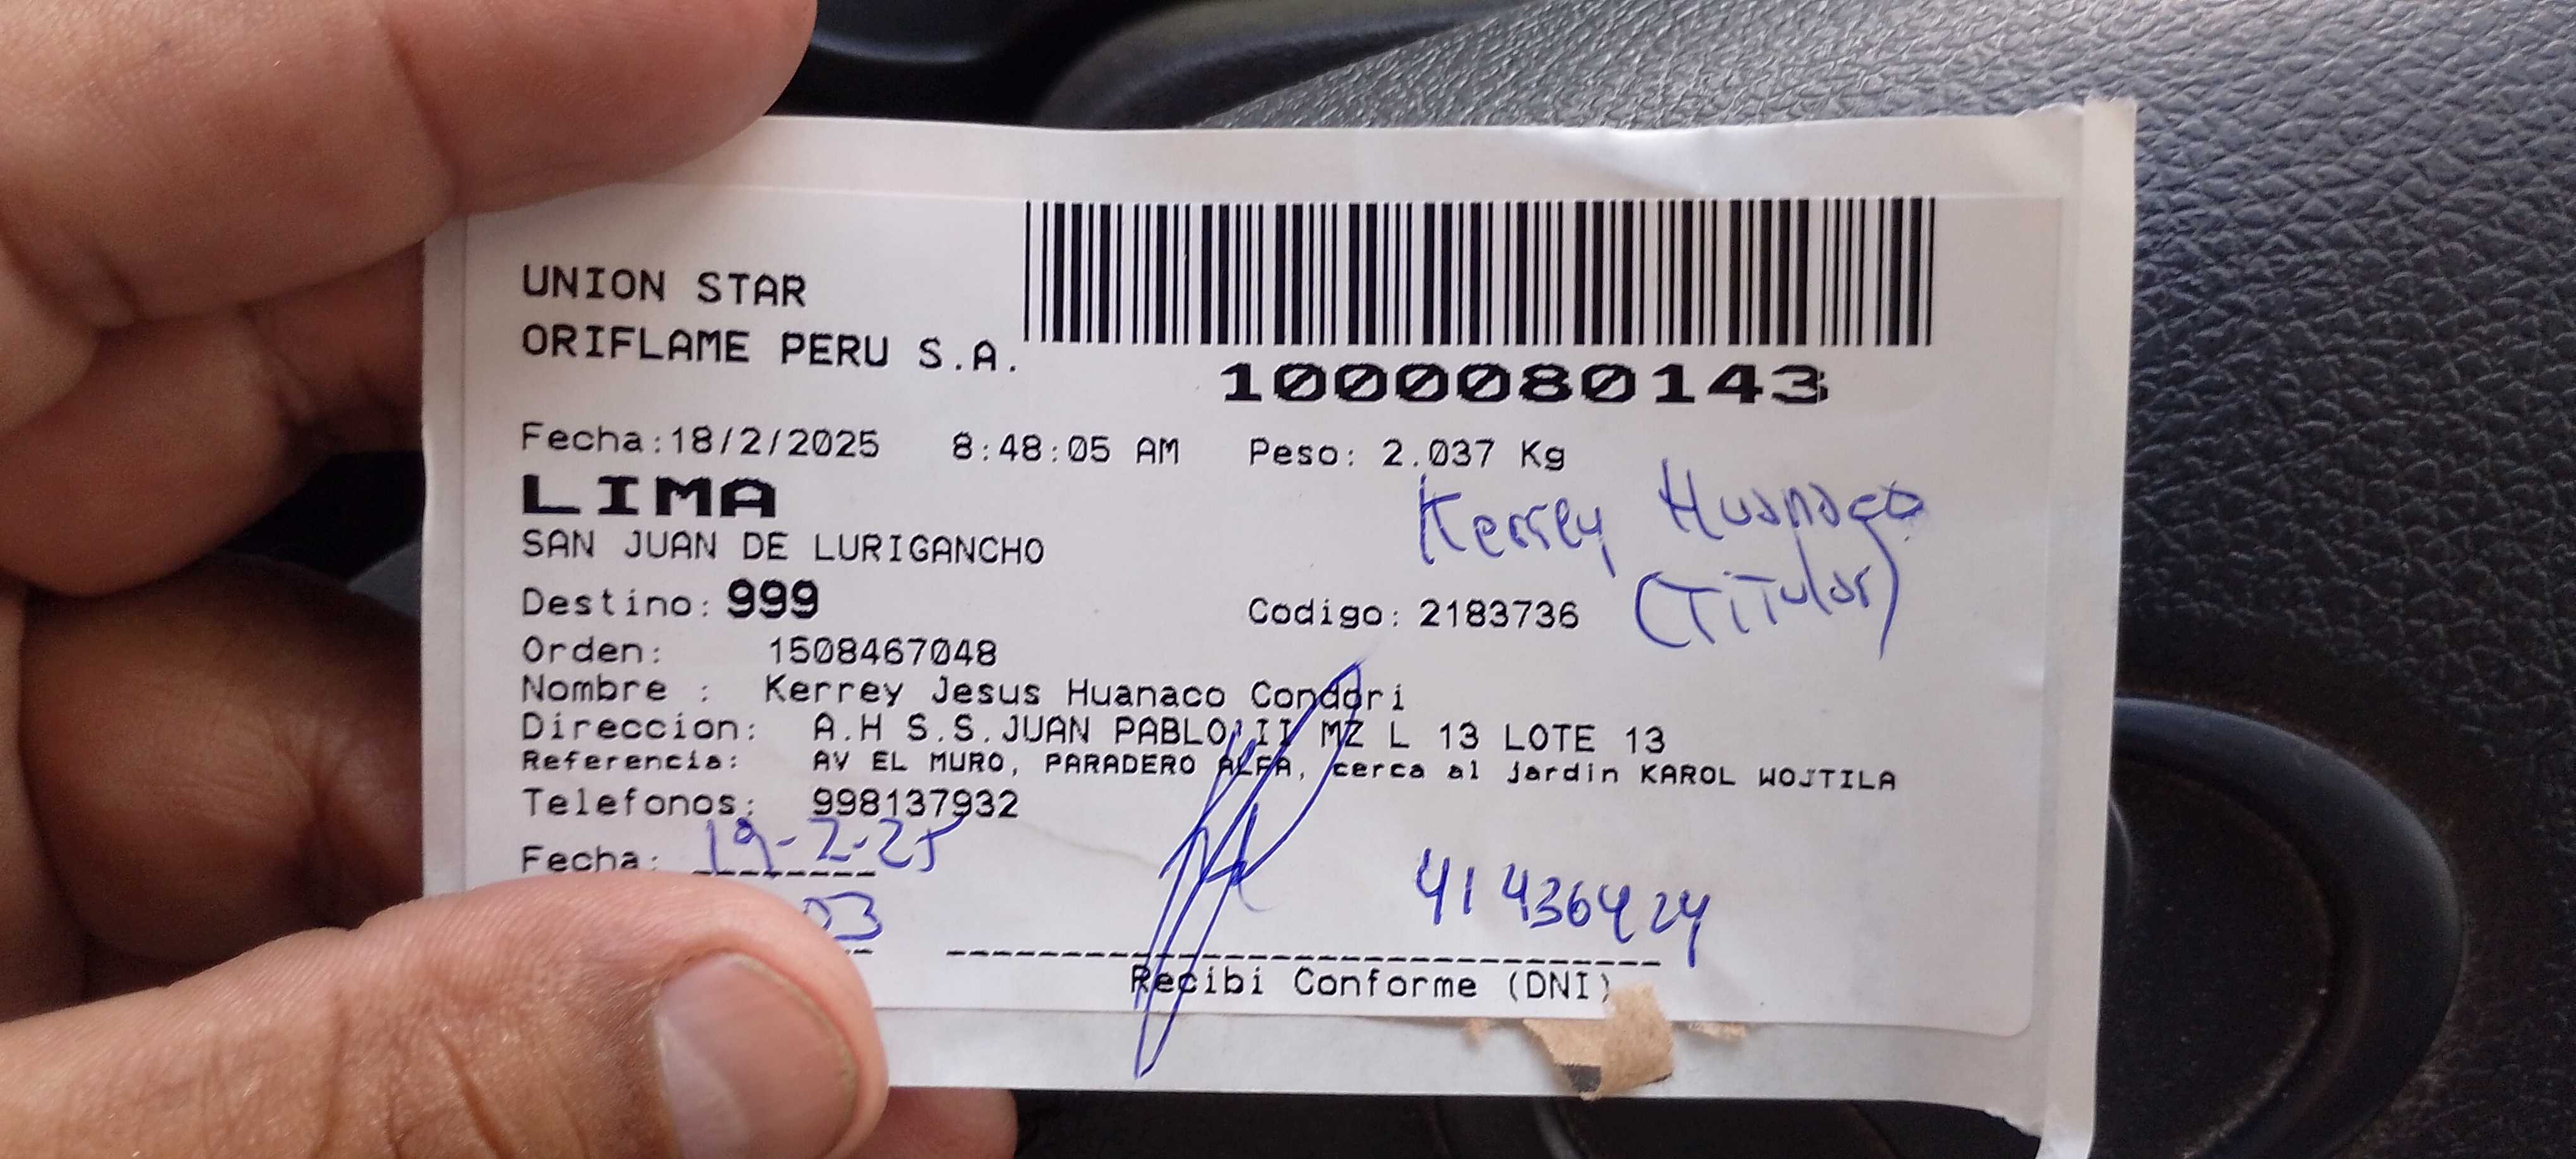 UNION STAR
ORIFLAME PERU S.A.
1000080143
Fecha:18/2/2025 8:48:05 AM Peso: 2.037 Kg
LIMA
Kerrey Huanaco
SAN JUAN DE LURIGANCHO
(Titular)
Destino: 999 Codigo: 2183736
Orden: 1508467048
Nombre : Kerrey Jesus Huanaco Condori
Direccion: A.H S.S.JUAN PABLO II MZ L 13 LOTE 13
Referencia: AV EL MURO, PARADERO ALFA, cerca al jardin KAROL WOJTILA
Telefonos: 998137932
Fecha: 19-2-25
03 41436424
Recibi Conforme (DNI)